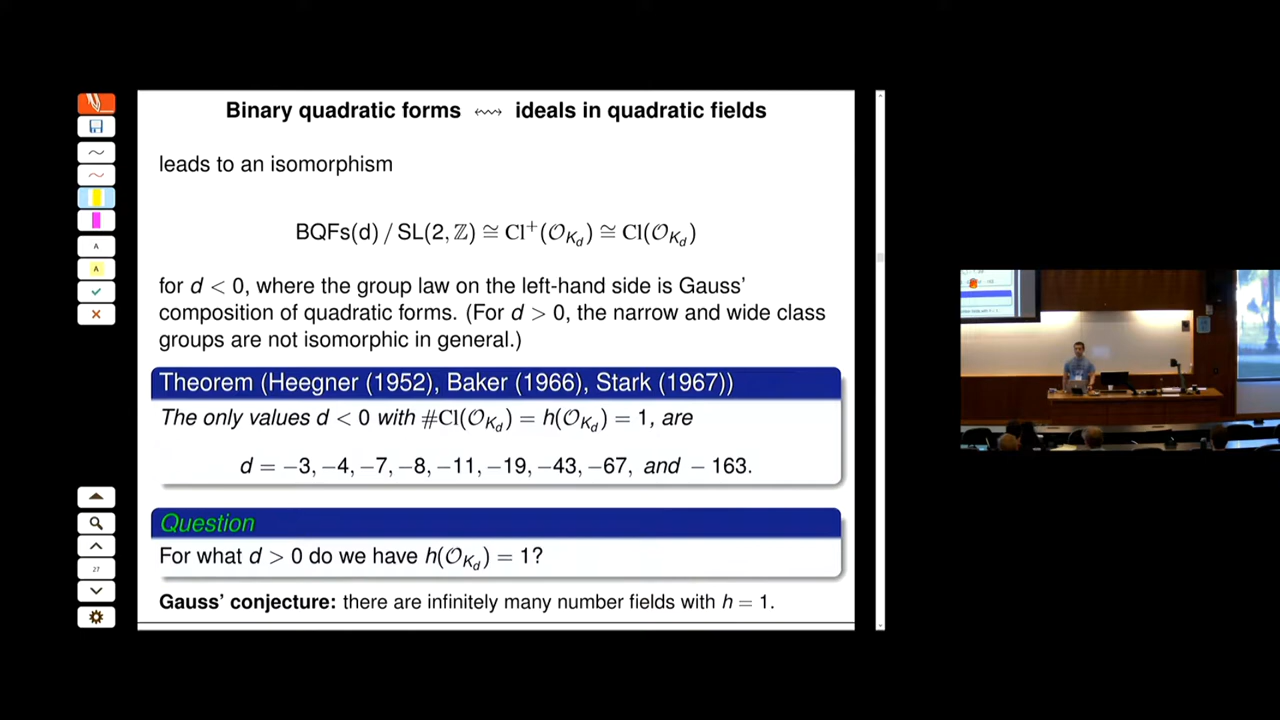 Binary quadratic forms ⇝ ideals in quadratic fields
leads to an isomorphism
BQFs(d) / SL(2, ℤ) ≅ Cl⁺(𝒪_{K_d}) ≅ Cl(𝒪_{K_d})
for d < 0, where the group law on the left-hand side is Gauss'
composition of quadratic forms. (For d > 0, the narrow and wide class
groups are not isomorphic in general.)
Theorem (Heegner (1952), Baker (1966), Stark (1967))
The only values d < 0 with #Cl(𝒪_{K_d}) = h(𝒪_{K_d}) = 1, are
d = −3, −4, −7, −8, −11, −19, −43, −67, and − 163.
Question
For what d > 0 do we have h(𝒪_{K_d}) = 1?
Gauss' conjecture: there are infinitely many number fields with h = 1.
A
A
27